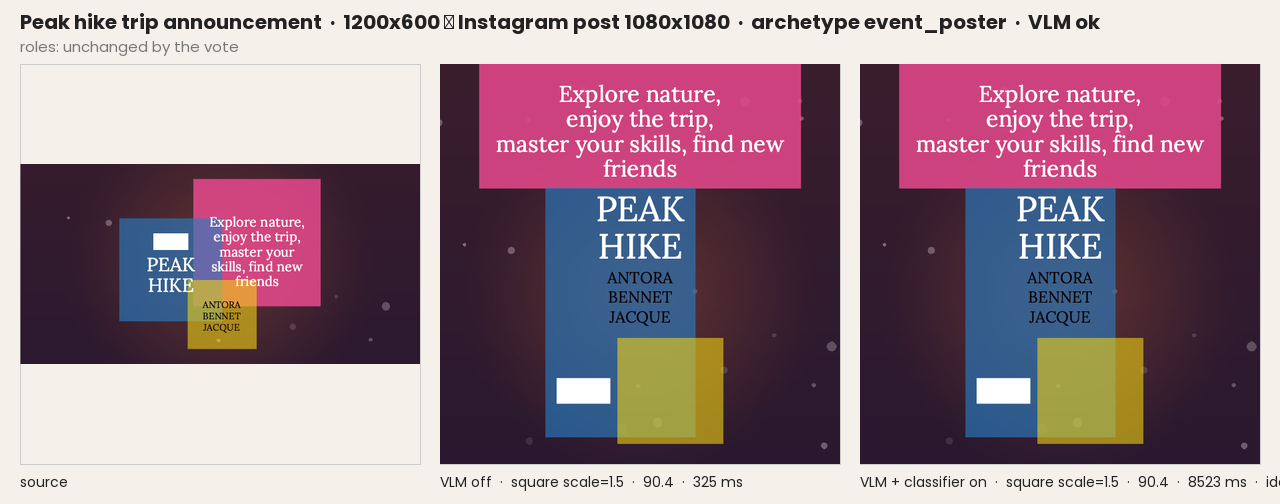 Peak hike trip announcement · 1200x600 Instagram post 1080x1080 · archetype event_poster · VLM ok
roles: unchanged by the vote
Explore nature,
enjoy the trip,
master your
skills, find new
friends
PEAK
HIKE
ANTORA
BENNET
JACQUE
source
Explore nature,
enjoy the trip,
master your skills, find new
friends
PEAK
HIKE
ANTORA
BENNET
JACQUE
VLM off · square scale=1.5 · 90.4 · 325 ms
Explore nature,
enjoy the trip,
master your skills, find new
friends
PEAK
HIKE
ANTORA
BENNET
JACQUE
VLM + classifier on · square scale=1.5 · 90.4 · 8523 ms ·